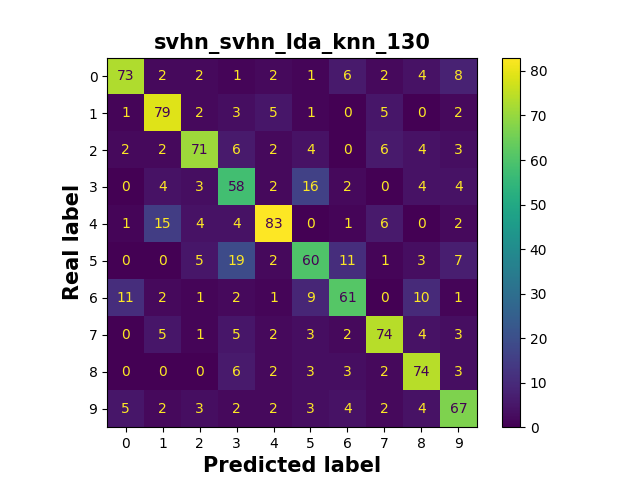 svhn_svhn_lda_knn_130
0 73 2 2 1 2 1 6 2 4 8
1 1 79 2 3 5 1 0 5 0 2
2 2 2 71 6 2 4 0 6 4 3
3 0 4 3 58 2 16 2 0 4 4
4 1 15 4 4 83 0 1 6 0 2
5 0 0 5 19 2 60 11 1 3 7
6 11 2 1 2 1 9 61 0 10 1
7 0 5 1 5 2 3 2 74 4 3
8 0 0 0 6 2 3 3 2 74 3
9 5 2 3 2 2 3 4 2 4 67
0 1 2 3 4 5 6 7 8 9
Real label
Predicted label
80
70
60
50
40
30
20
10
0